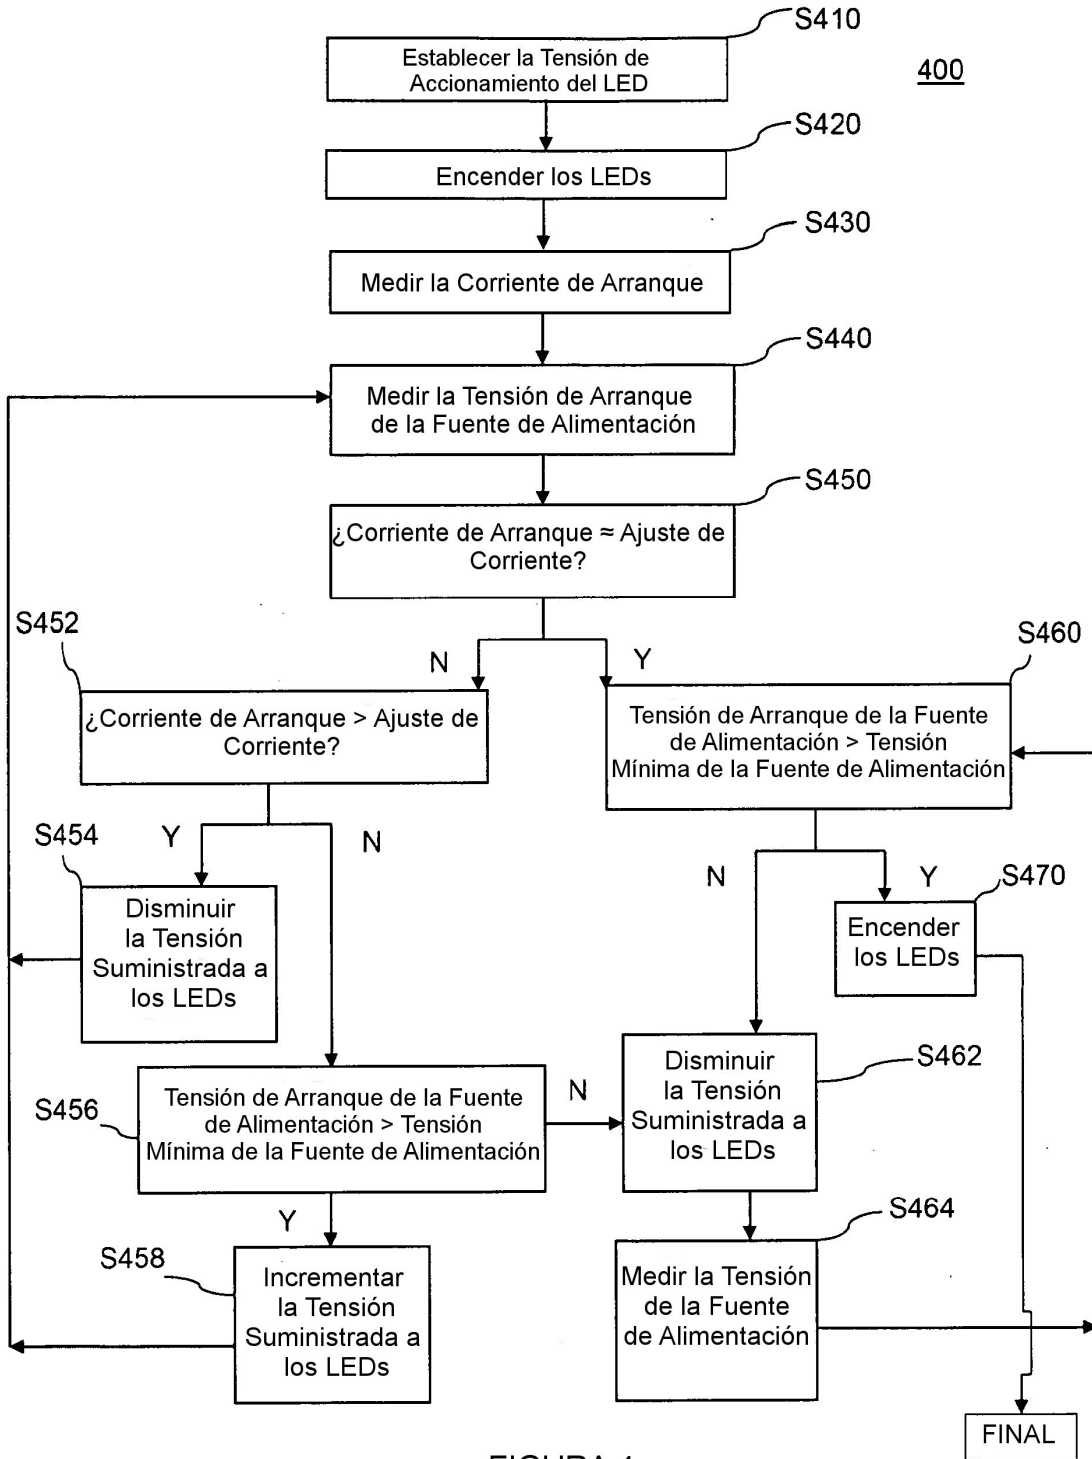 S410
Establecer la Tensión de
Accionamiento del LED
400
S420
Encender los LEDs
S430
Medir la Corriente de Arranque
S440
Medir la Tensión de Arranque
de la Fuente de Alimentación
S450
¿Corriente de Arranque ≈ Ajuste de
Corriente?
S452
N
Y
S460
¿Corriente de Arranque > Ajuste de
Corriente?
Tensión de Arranque de la Fuente
de Alimentación > Tensión
Mínima de la Fuente de Alimentación
S454
Y
N
N
Y
S470
Disminuir
la Tensión
Suministrada a
los LEDs
Encender
los LEDs
S456
Tensión de Arranque de la Fuente
de Alimentación > Tensión
Mínima de la Fuente de Alimentación
N
Disminuir
la Tensión
Suministrada a
los LEDs
S462
Y
S458
Incrementar
la Tensión
Suministrada a
los LEDs
S464
Medir la Tensión
de la Fuente
de Alimentación
FINAL